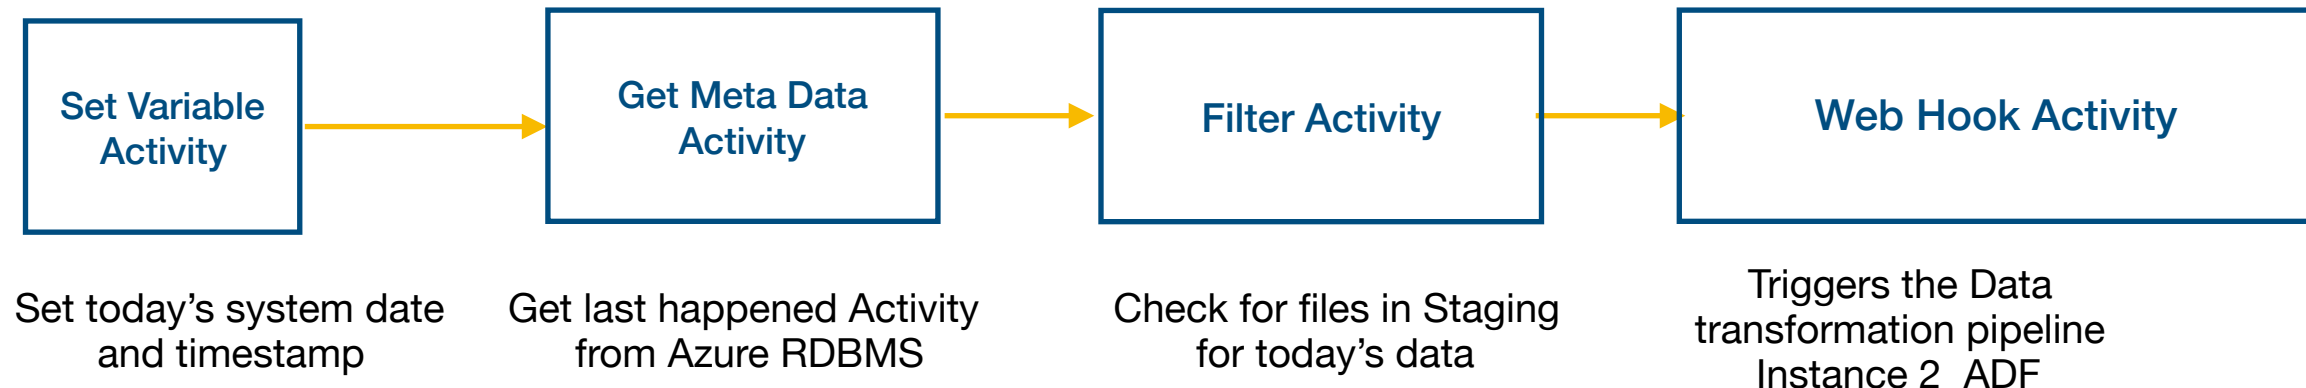 Set Variable
Activity
Get Meta Data
Activity
Filter Activity
Web Hook Activity
Set today's system date
and timestamp
Get last happened Activity
from Azure RDBMS
Check for files in Staging
for today's data
Triggers the Data
transformation pipeline
Instance 2 ADF